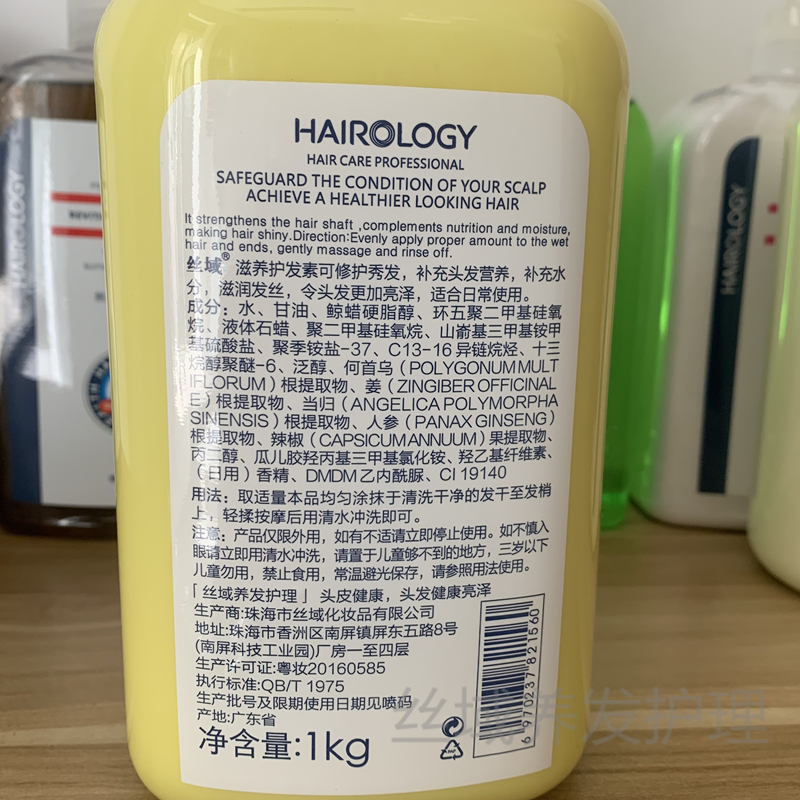 HAIROLOGY
HAIR CARE PROFESSIONAL
SAFEGUARD THE CONDITION OF YOUR SCALP
ACHIEVE A HEALTHIER LOOKING HAIR
It strengthens the hair shaft ,complements nutrition and moisture,
making hair shiny.Direction:Evenly apply proper amount to the wet
hair and ends, gently massage and rinse off.
丝域® 滋养护发素可修护秀发，补充头发营养，补充水
分，滋润发丝，令头发更加亮泽，适合日常使用。
成分：水、甘油、鲸蜡硬脂醇、环五聚二甲基硅氧
烷、液体石蜡、聚二甲基硅氧烷、山嵛基三甲基铵甲
基硫酸盐、聚季铵盐-37、C13-16 异链烷烃、十三
烷醇聚醚-6、泛醇、何首乌（POLYGONUM MULT
IFLORUM）根提取物、姜（ZINGIBER OFFICINAL
E）根提取物、当归（ANGELICA POLYMORPHA
SINENSIS）根提取物、人参（PANAX GINSENG）
根提取物、辣椒（CAPSICUM ANNUUM）果提取物、
丙二醇、瓜儿胶羟丙基三甲基氯化铵、羟乙基纤维素、
（日用）香精、DMDM 乙内酰脲、CI 19140
用法：取适量本品均匀涂抹于清洗干净的发干至发梢
上，轻揉按摩后用清水冲洗即可。
注意：产品仅限外用，如有不适请立即停止使用。如不慎入
眼请立即用清水冲洗，请置于儿童够不到的地方，三岁以下
儿童勿用，禁止食用，常温避光保存，请参照用法使用。
「丝域养发护理」 头皮健康，头发健康亮泽
生产商:珠海市丝域化妆品有限公司
地址:珠海市香洲区南屏镇屏东五路8号
(南屏科技工业园)厂房一至四层
生产许可证:粤妆20160585
执行标准:QB/T 1975
生产批号及限期使用日期见喷码
产地:广东省
净含量:1kg
6 970237 821560
丝域养发护理
HAIROLOGY
HAIROLOGY